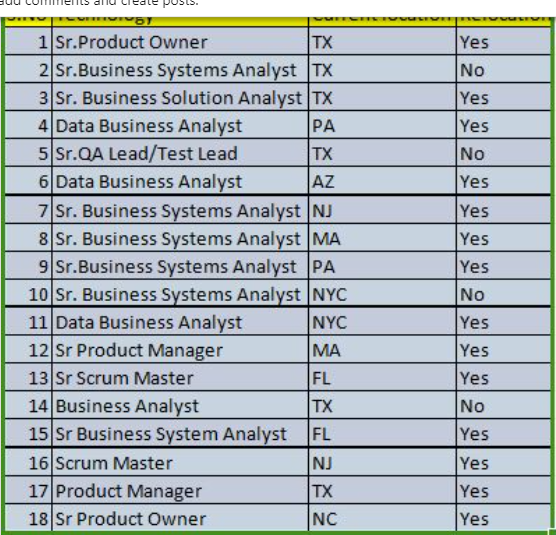 add comments and create posts.
S.No Technology Current location Relocation
1 Sr.Product Owner TX Yes
2 Sr.Business Systems Analyst TX No
3 Sr. Business Solution Analyst TX Yes
4 Data Business Analyst PA Yes
5 Sr.QA Lead/Test Lead TX No
6 Data Business Analyst AZ Yes
7 Sr. Business Systems Analyst NJ Yes
8 Sr. Business Systems Analyst MA Yes
9 Sr.Business Systems Analyst PA Yes
10 Sr. Business Systems Analyst NYC No
11 Data Business Analyst NYC Yes
12 Sr Product Manager MA Yes
13 Sr Scrum Master FL Yes
14 Business Analyst TX No
15 Sr Business System Analyst FL Yes
16 Scrum Master NJ Yes
17 Product Manager TX Yes
18 Sr Product Owner NC Yes